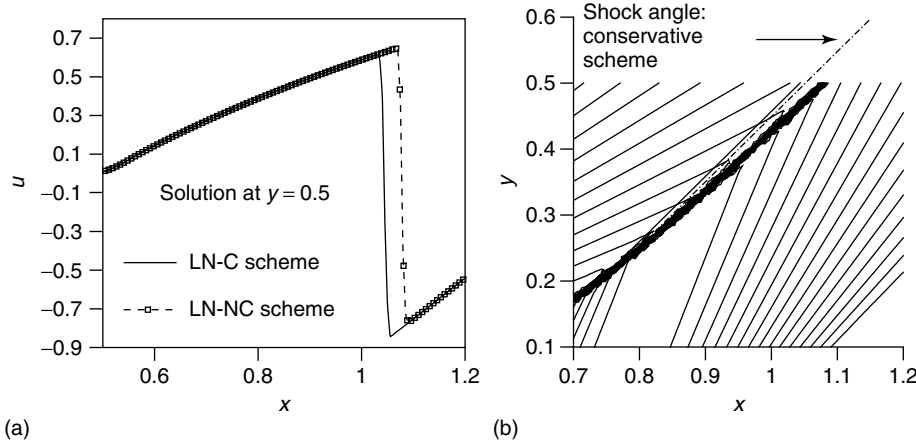 0.7
0.5
0.3
0.1
−0.1
−0.3
−0.5
−0.7
−0.9
u
Solution at y = 0.5
LN-C scheme
LN-NC scheme
0.6 0.8 1 1.2
x
(a)
0.6
0.5
0.4
0.3
0.2
0.1
y
Shock angle:
conservative
scheme
0.7 0.8 0.9 1 1.1 1.2
x
(b)